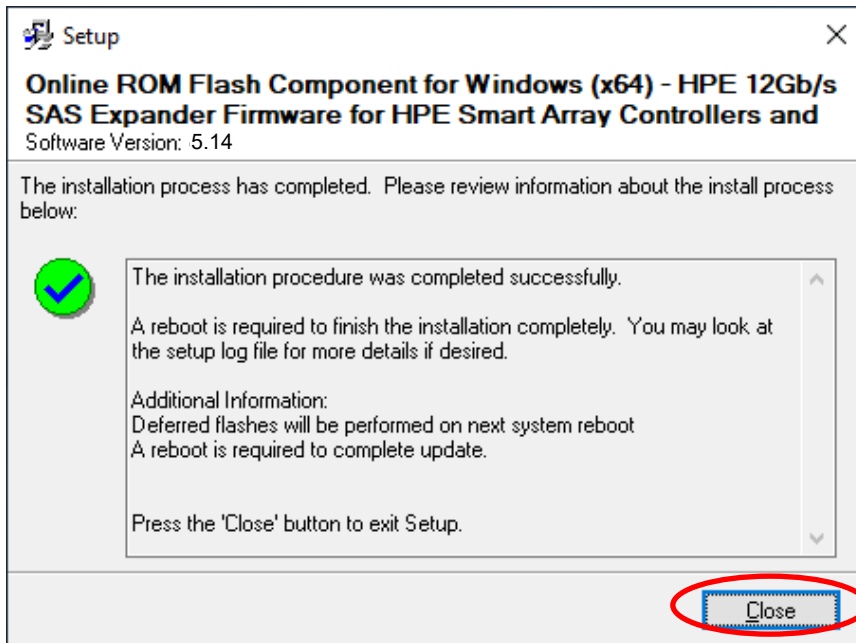 Setup
Online ROM Flash Component for Windows (x64) - HPE 12Gb/s
SAS Expander Firmware for HPE Smart Array Controllers and
Software Version: 5.14
The installation process has completed.  Please review information about the install process
below:
The installation procedure was completed successfully.
A reboot is required to finish the installation completely.  You may look at
the setup log file for more details if desired.
Additional Information:
Deferred flashes will be performed on next system reboot
A reboot is required to complete update.
Press the 'Close' button to exit Setup.
Close